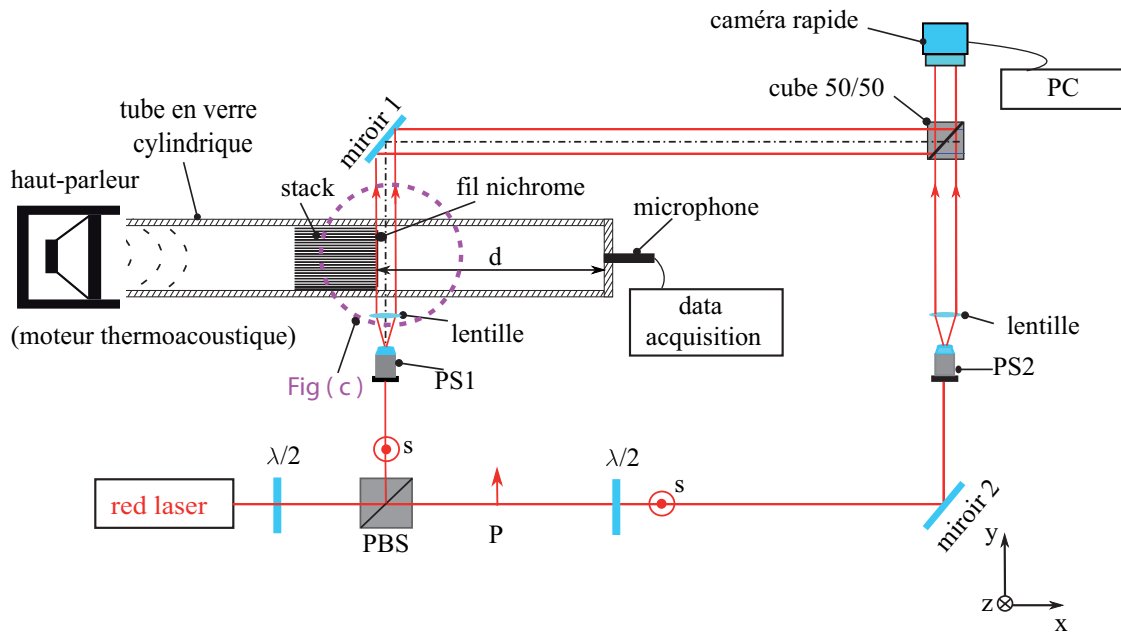 caméra rapide
PC
cube 50/50
tube en verre
cylindrique
miroir 1
haut-parleur
stack
fil nichrome
microphone
d
data
acquisition
(moteur thermoacoustique)
lentille
lentille
Fig ( c )
PS1
PS2
s
λ/2
λ/2
s
red laser
PBS
P
miroir 2
y
z
x